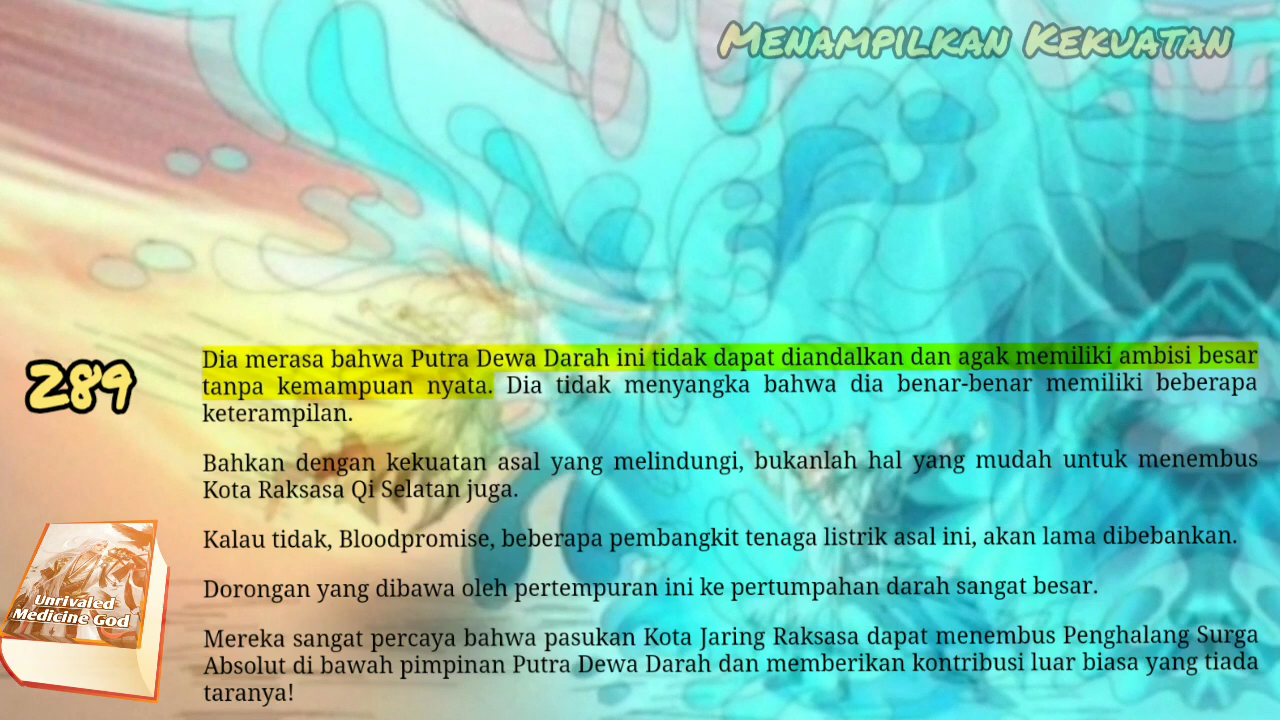 Menampilkan Kekuatan
289
Dia merasa bahwa Putra Dewa Darah ini tidak dapat diandalkan dan agak memiliki ambisi besar
tanpa kemampuan nyata. Dia tidak menyangka bahwa dia benar-benar memiliki beberapa
keterampilan.
Bahkan dengan kekuatan asal yang melindungi, bukanlah hal yang mudah untuk menembus
Kota Raksasa Qi Selatan juga.
Kalau tidak, Bloodpromise, beberapa pembangkit tenaga listrik asal ini, akan lama dibebankan.
Dorongan yang dibawa oleh pertempuran ini ke pertumpahan darah sangat besar.
Mereka sangat percaya bahwa pasukan Kota Jaring Raksasa dapat menembus Penghalang Surga
Absolut di bawah pimpinan Putra Dewa Darah dan memberikan kontribusi luar biasa yang tiada
taranya!
Unrivaled
Medicine God